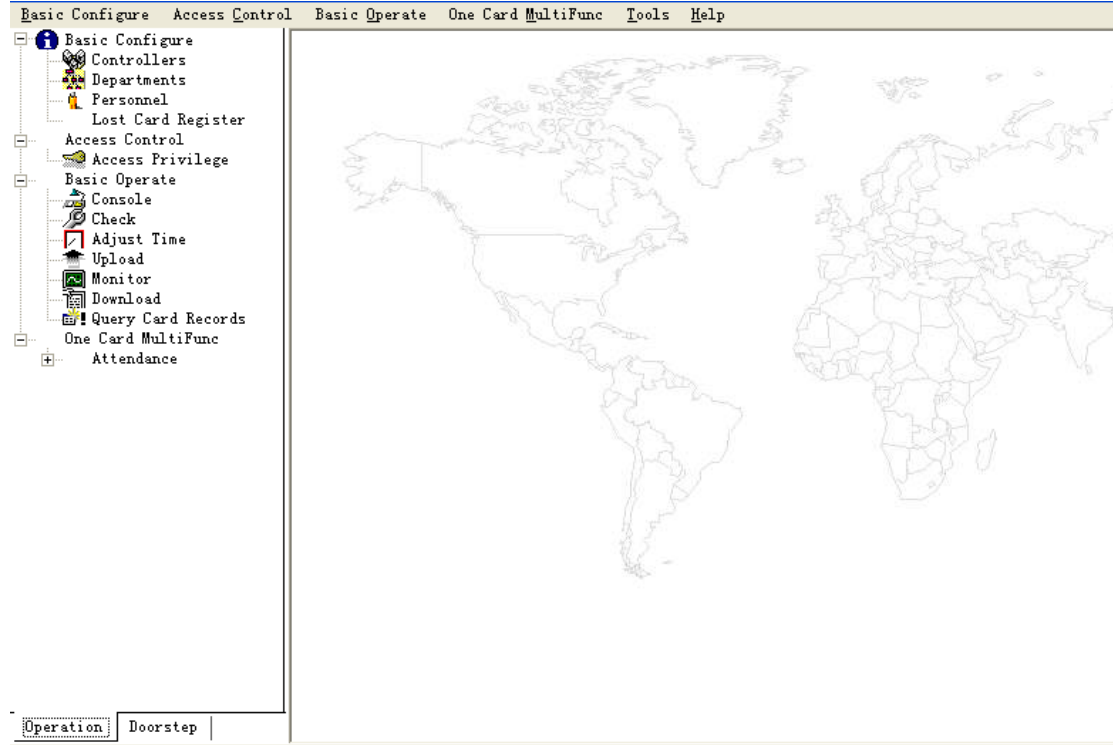 Basic Configure Access Control Basic Operate One Card MultiFunc Tools Help
Basic Configure
Controllers
Departments
Personnel
Lost Card Register
Access Control
Access Privilege
Basic Operate
Console
Check
Adjust Time
Upload
Monitor
Download
Query Card Records
One Card MultiFunc
Attendance
Operation Doorstep